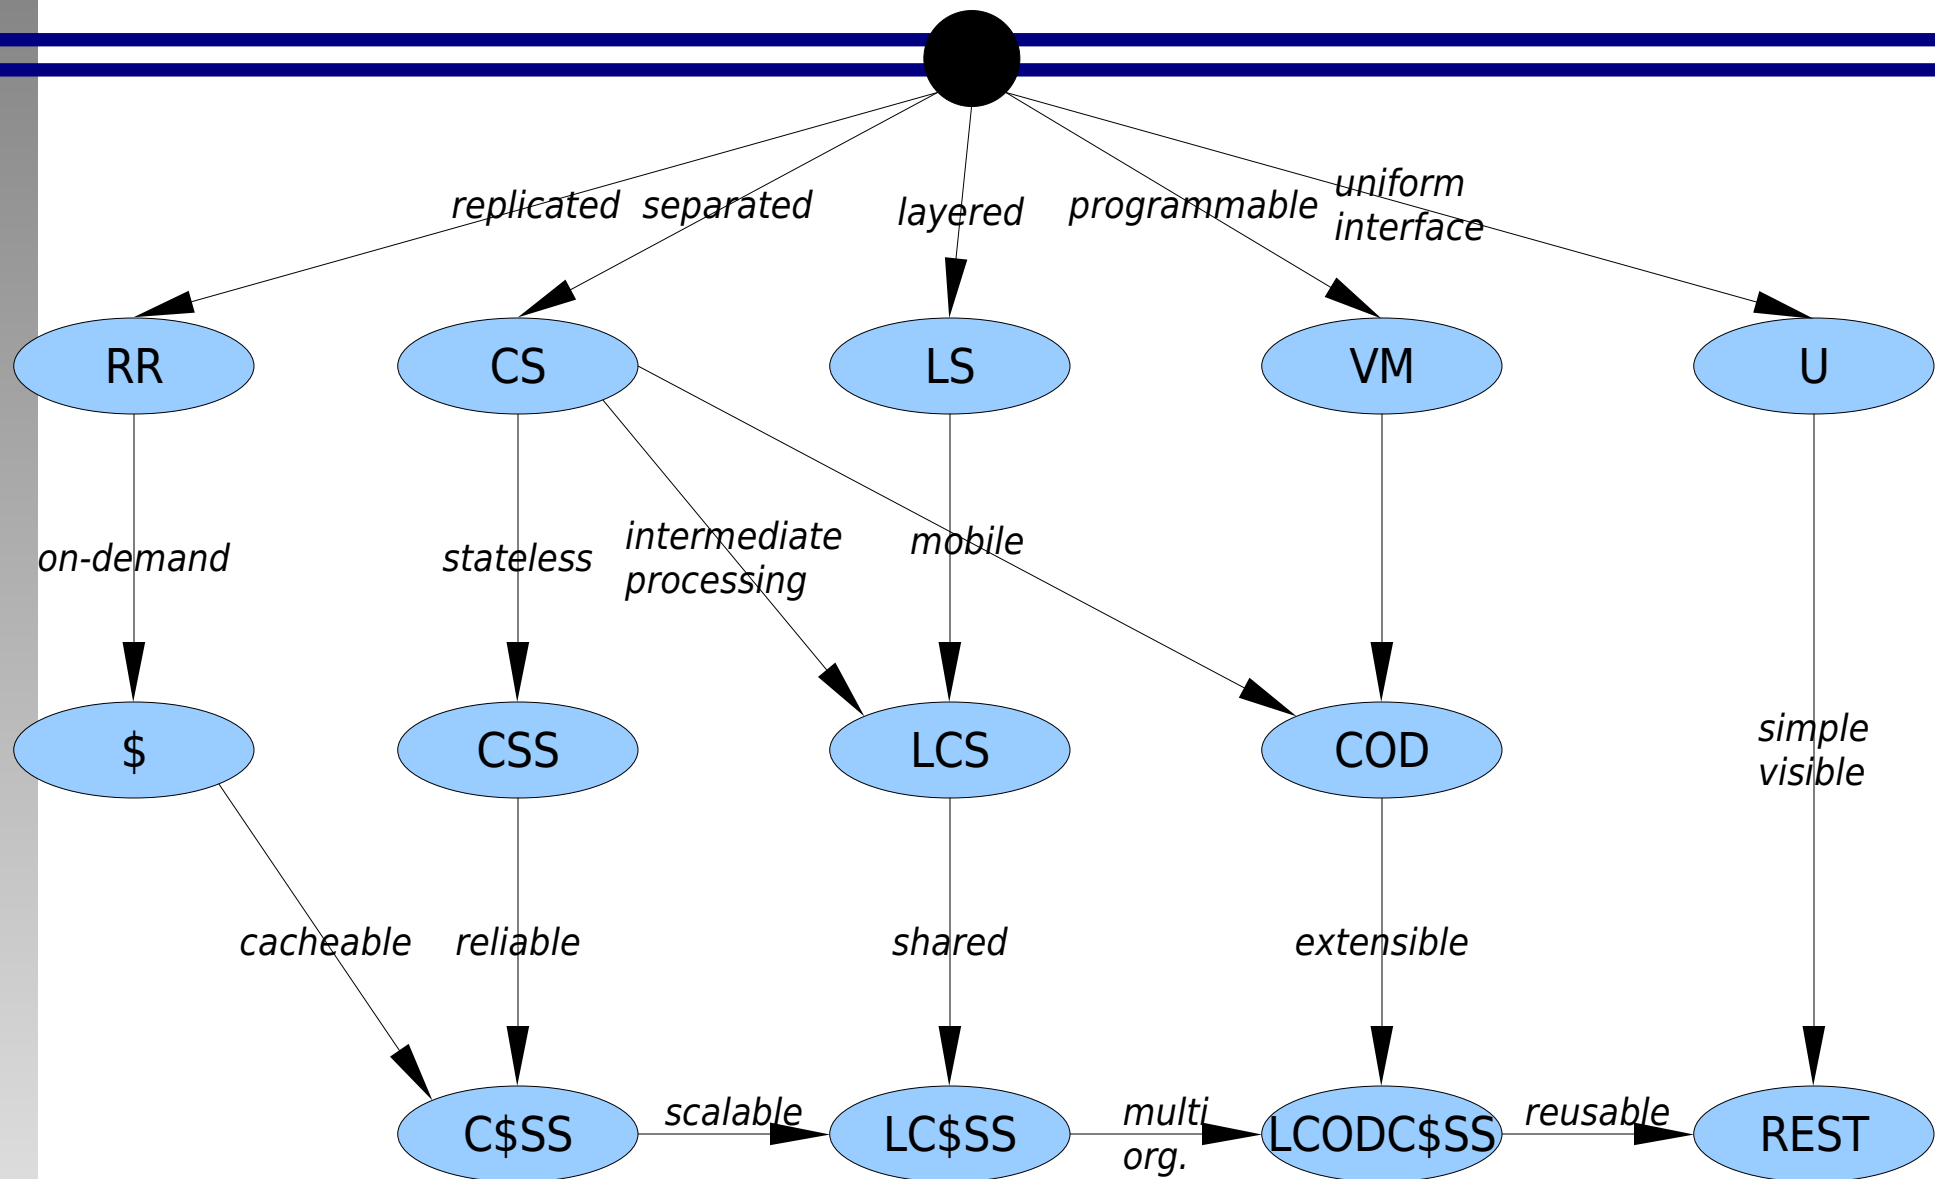 replicated
separated
layered
programmable
uniform
interface
RR
CS
LS
VM
U
on-demand
stateless
intermediate
processing
mobile
simple
visible
$
CSS
LCS
COD
cacheable
reliable
shared
extensible
C$SS
scalable
LC$SS
multi
org.
LCODC$SS
reusable
REST